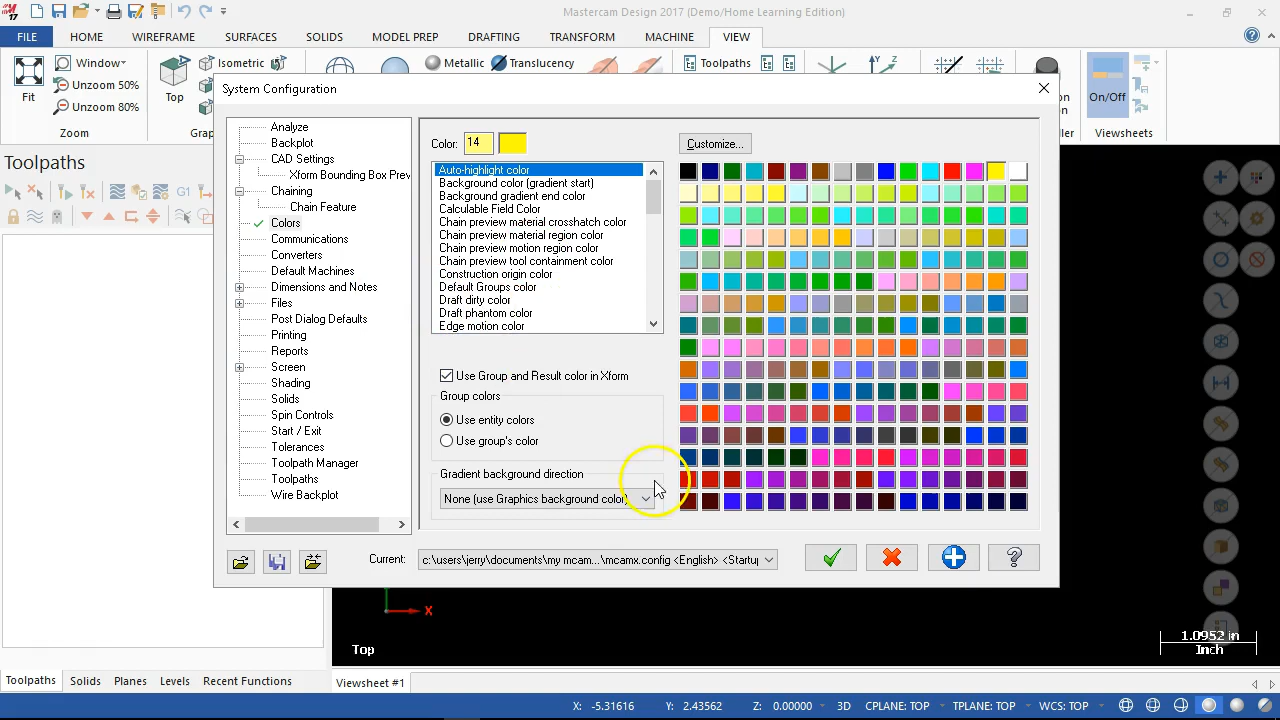 17
Mastercam Design 2017 (Demo/Home Learning Edition)
FILE HOME WIREFRAME SURFACES SOLIDS MODEL PREP DRAFTING TRANSFORM MACHINE VIEW
Window
Isometric
Metallic
Translucency
Toolpaths
Unzoom 50%
Fit
Top
On/Off
Unzoom 80%
Zoom
Viewsheets
System Configuration
Toolpaths
G1
Analyze
Backplot
CAD Settings
Xform Bounding Box Prev
Chaining
Chain Feature
Colors
Communications
Converters
Default Machines
Files
Post Dialog Defaults
Printing
Reports
Screen
Shading
Solids
Spin Controls
Start / Exit
Tolerances
Toolpath Manager
Toolpaths
Wire Backplot
Color: 14
Customize...
Auto-highlight color
Background color (gradient start)
Background gradient end color
Calculable Field Color
Chain preview material crosshatch color
Chain preview material region color
Chain preview motion region color
Chain preview tool containment color
Construction origin color
Default Groups color
Draft dirty color
Draft phantom color
Edge motion color
Use Group and Result color in Xform
Group colors
Use entity colors
Use group's color
Gradient background direction
None (use Graphics background color)
Current: c:\users\jerry\documents\my mcam...\mcamx.config <English> <Startup
X
Top
1.0952 in
Inch
Toolpaths Solids Planes Levels Recent Functions
Viewsheet #1
X: -5.31616 Y: 2.43562 Z: 0.00000 3D CPLANE: TOP TPLANE: TOP WCS: TOP